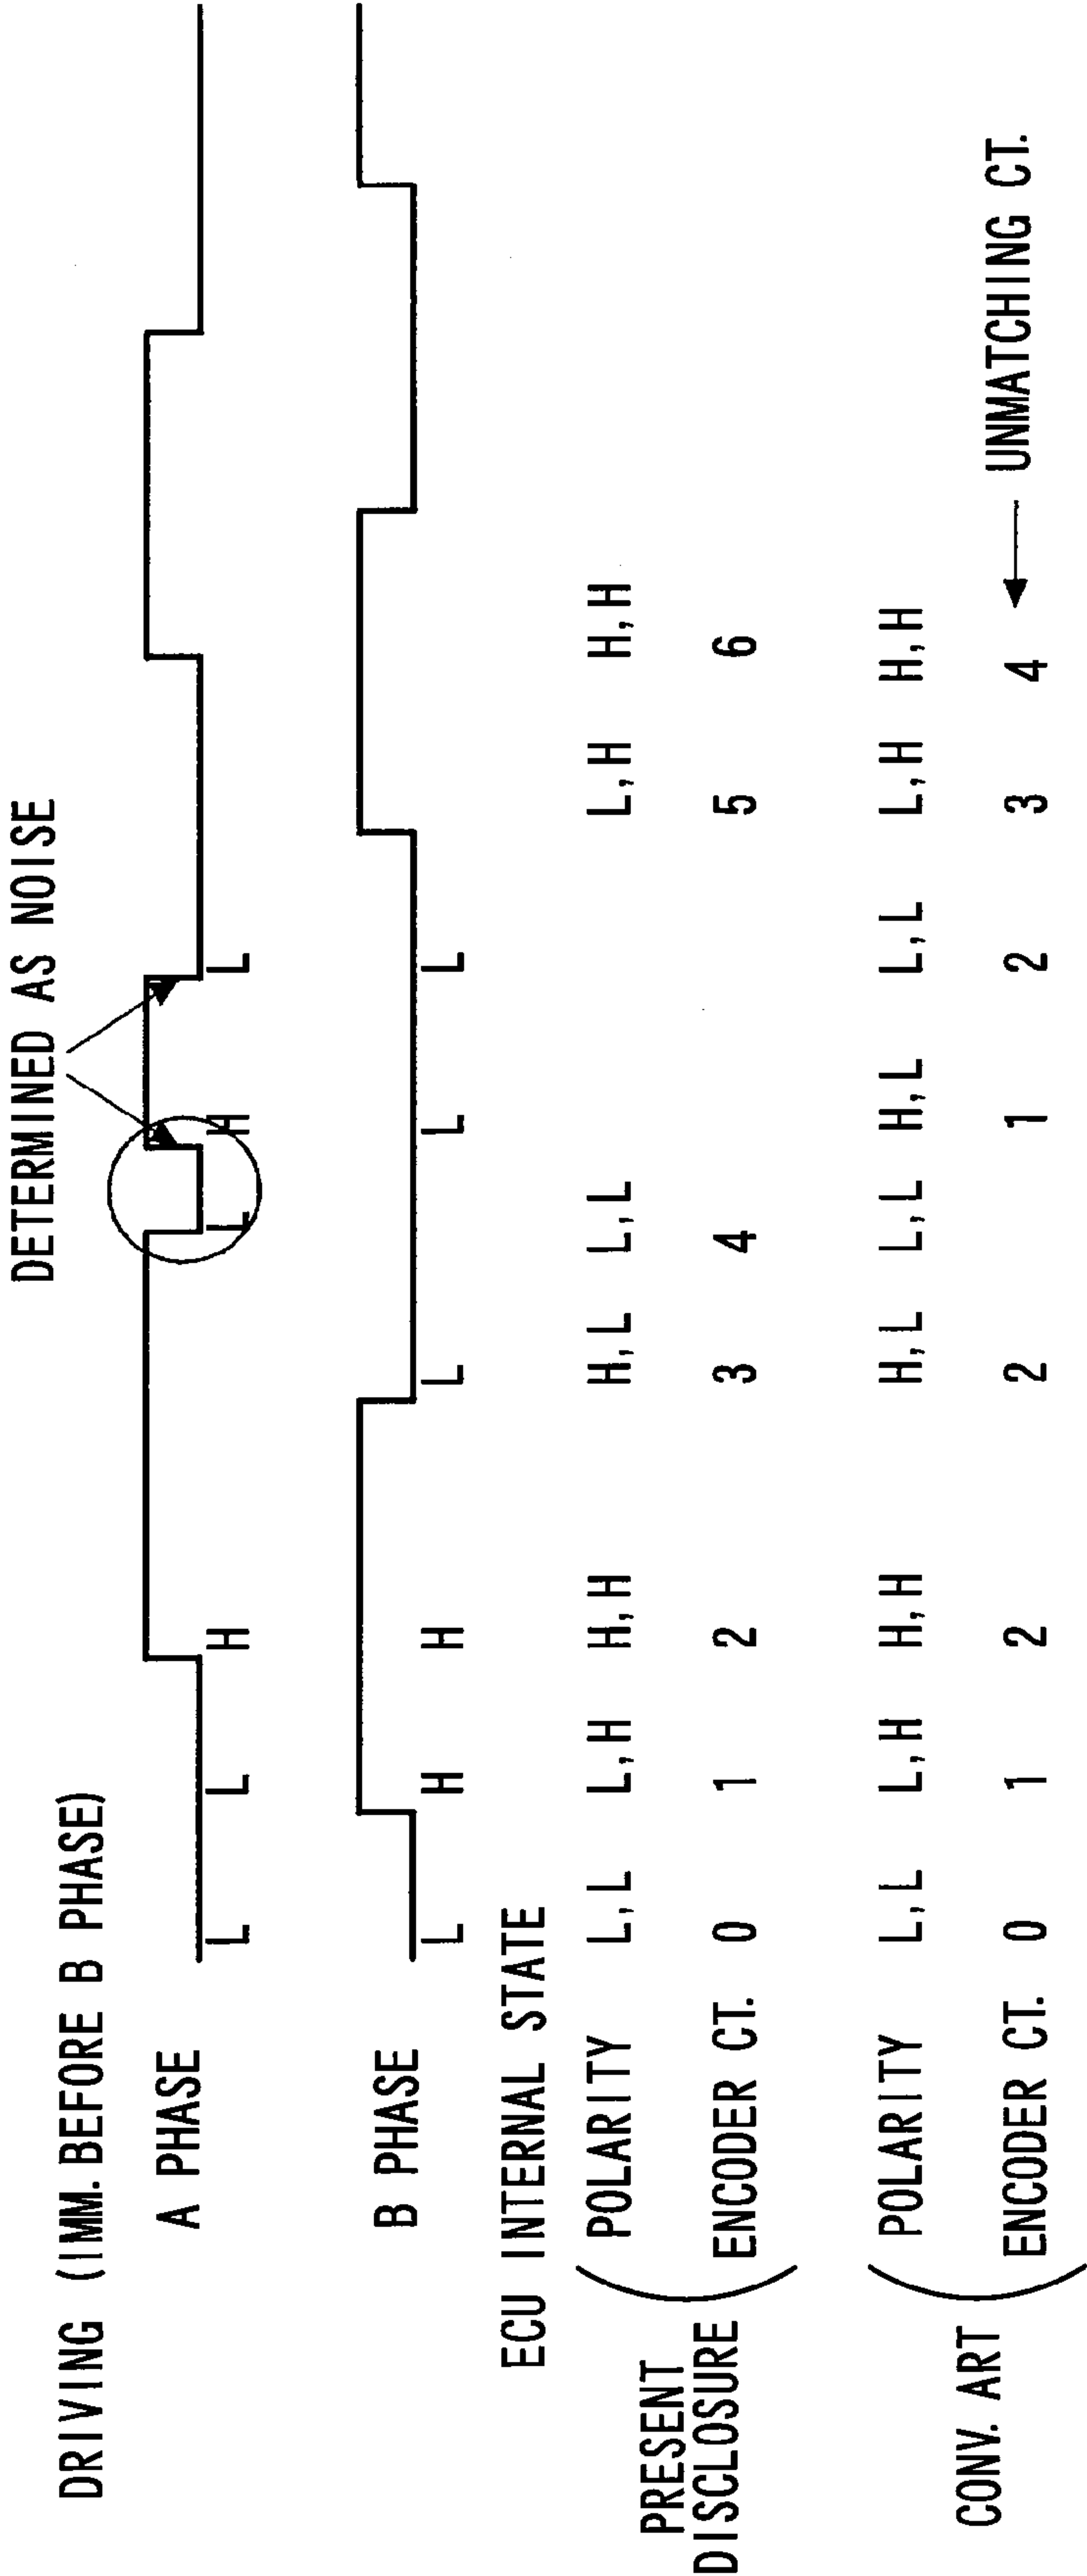 DETERMINED AS NOISE
DRIVING (IMM. BEFORE B PHASE)
A PHASE
L L H L H L
B PHASE
L H H L L L
ECU INTERNAL STATE
PRESENT
DISCLOSURE
POLARITY L,L L,H H,H H,L L,L L,H H,H
ENCODER CT. 0 1 2 3 4 5 6
CONV. ART
POLARITY L,L L,H H,H H,L L,L H,L L,L L,H H,H
ENCODER CT. 0 1 2 2 1 2 3 4
UNMATCHING CT.